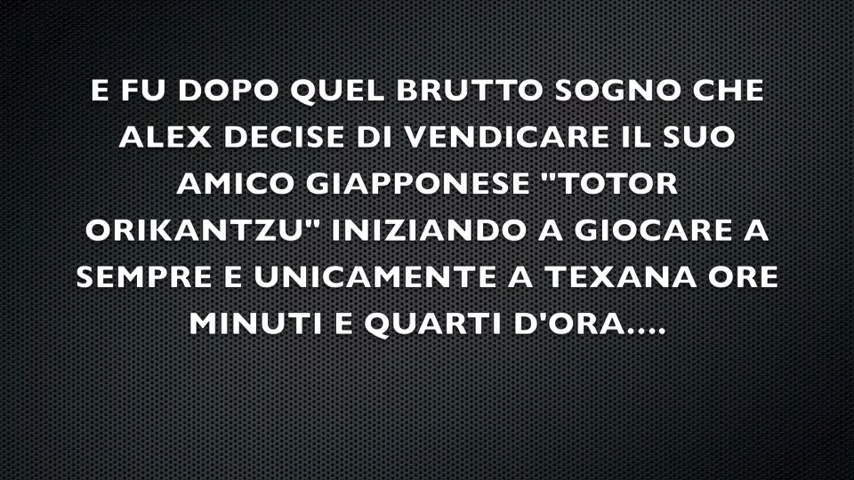 E FU DOPO QUEL BRUTTO SOGNO CHE
ALEX DECISE DI VENDICARE IL SUO
AMICO GIAPPONESE "TOTOR
ORIKANTZU" INIZIANDO A GIOCARE A
SEMPRE E UNICAMENTE A TEXANA ORE
MINUTI E QUARTI D'ORA....